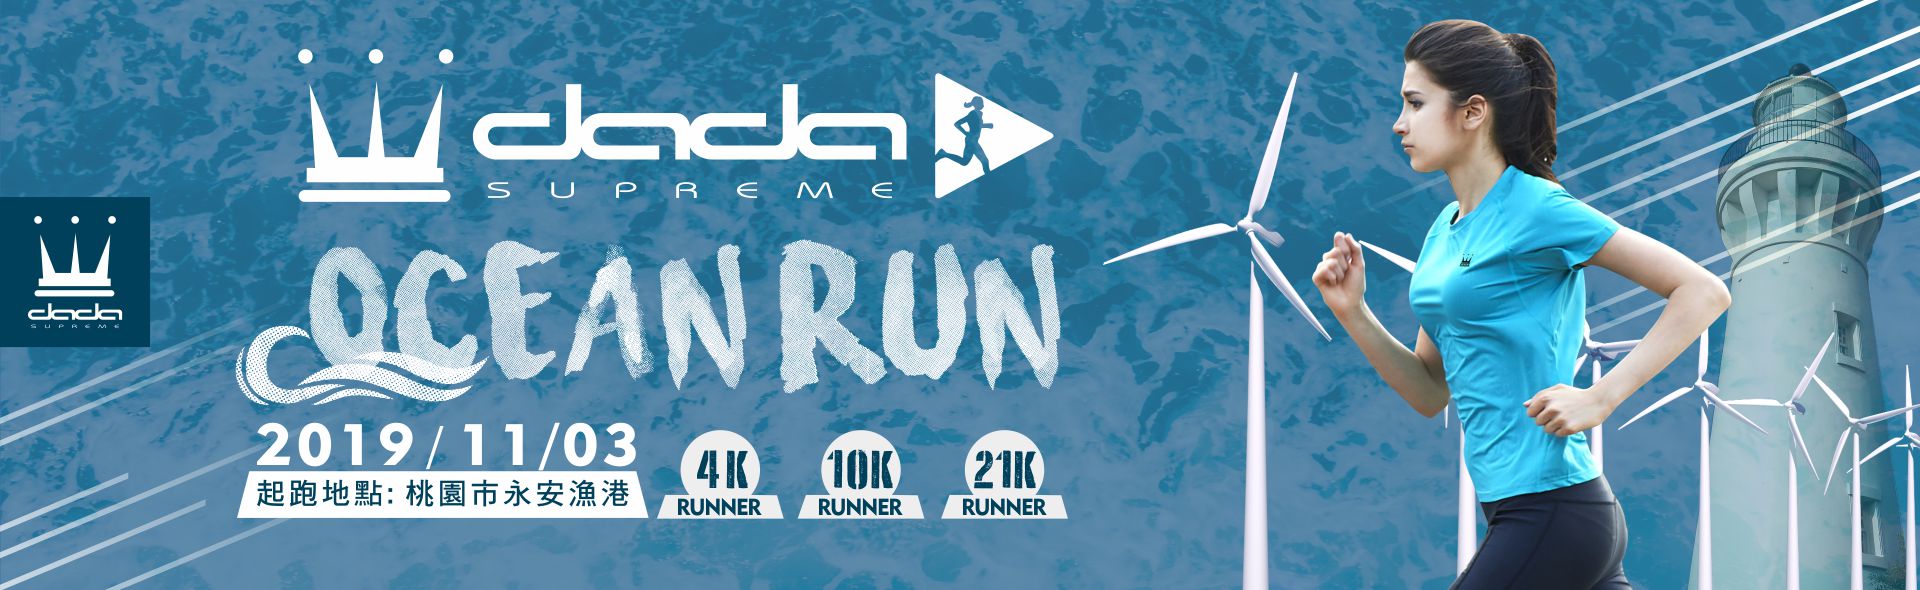 dada
SUPREME
dada
SUPREME
OCEAN RUN
2019/11/03
起跑地點: 桃園市永安漁港
4K
RUNNER
10K
RUNNER
21K
RUNNER